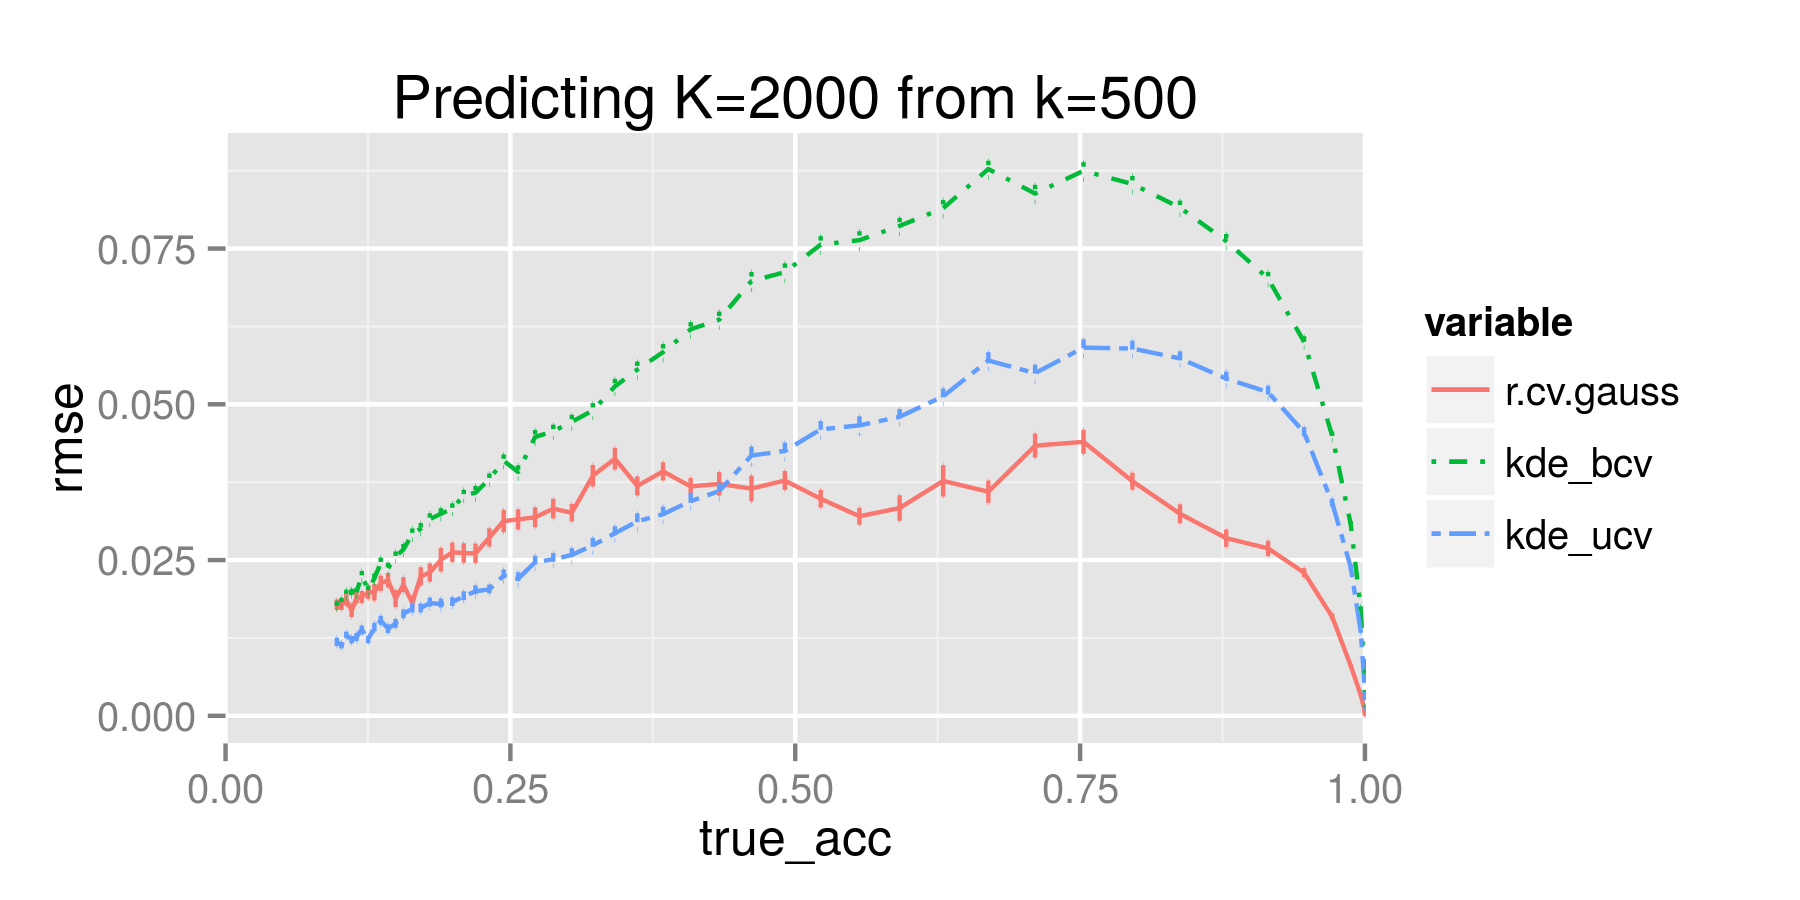 Predicting K=2000 from k=500
rmse
0.075
0.050
0.025
0.000
0.00 0.25 0.50 0.75 1.00
true_acc
variable
r.cv.gauss
kde_bcv
kde_ucv